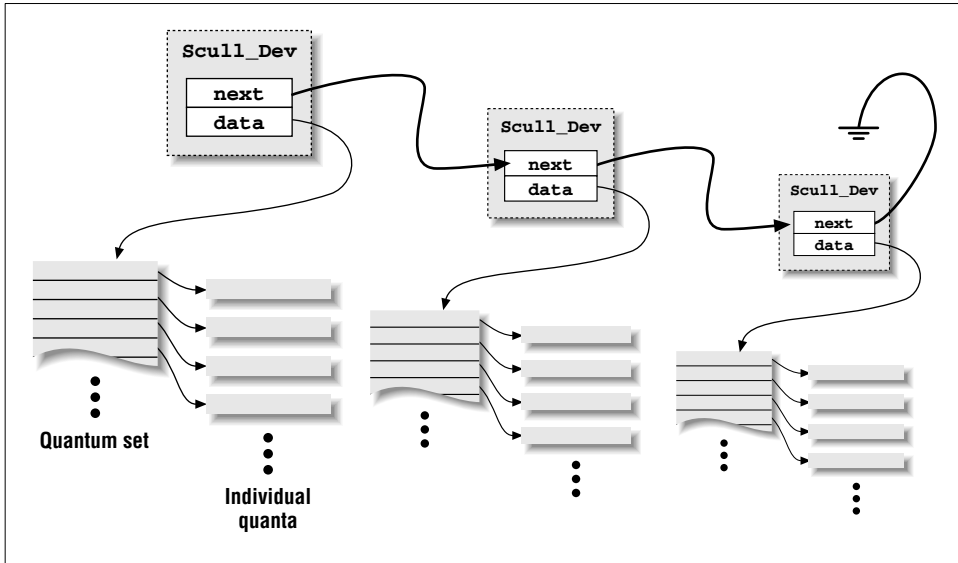 Scull_Dev
next
data
Scull_Dev
next
data
Scull_Dev
next
data
Quantum set
Individual
quanta